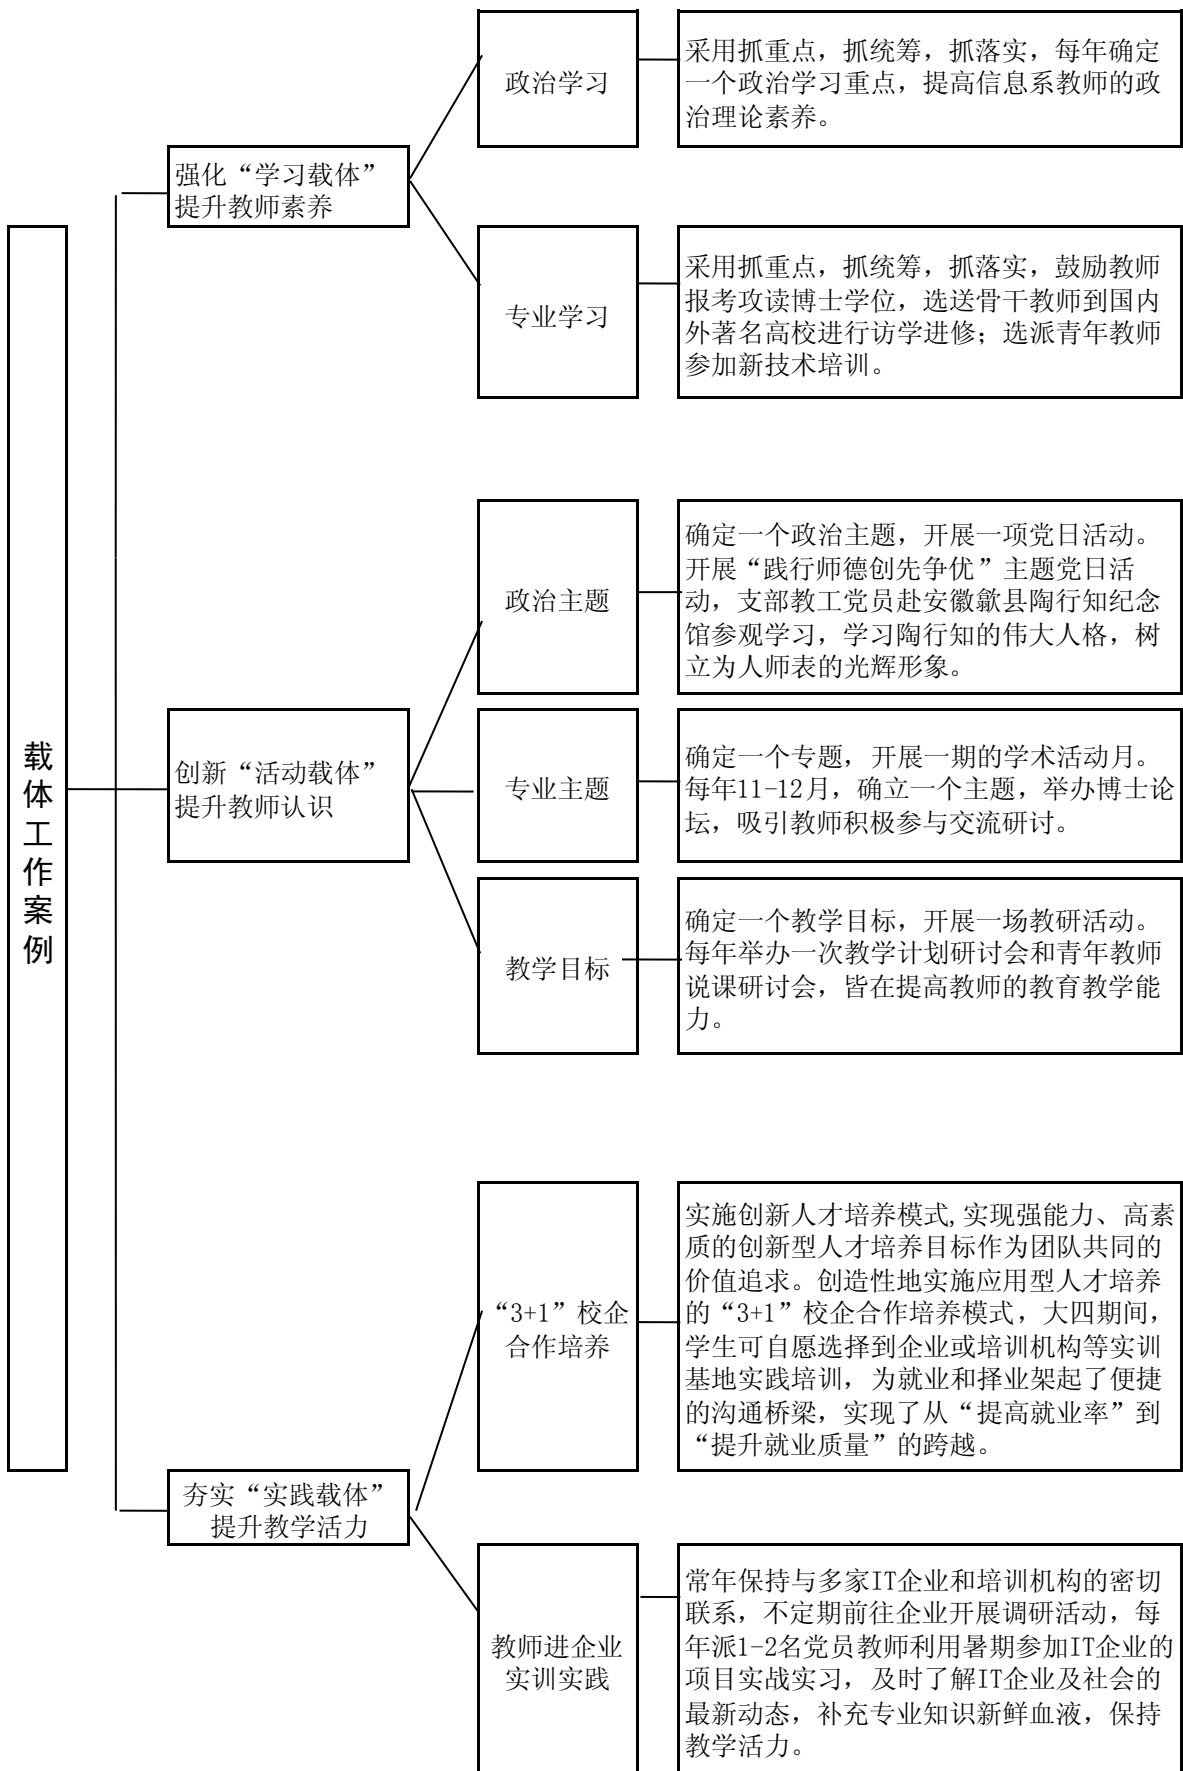 载体工作案例
强化“学习载体”
提升教师素养
政治学习
采用抓重点，抓统筹，抓落实，每年确定
一个政治学习重点，提高信息系教师的政
治理论素养。
专业学习
采用抓重点，抓统筹，抓落实，鼓励教师
报考攻读博士学位，选送骨干教师到国内
外著名高校进行访学进修；选派青年教师
参加新技术培训。
创新“活动载体”
提升教师认识
政治主题
确定一个政治主题，开展一项党日活动。
开展“践行师德创先争优”主题党日活
动，支部教工党员赴安徽歙县陶行知纪念
馆参观学习，学习陶行知的伟大人格，树
立为人师表的光辉形象。
专业主题
确定一个专题，开展一期的学术活动月。
每年11-12月，确立一个主题，举办博士论
坛，吸引教师积极参与交流研讨。
教学目标
确定一个教学目标，开展一场教研活动。
每年举办一次教学计划研讨会和青年教师
说课研讨会，皆在提高教师的教育教学能
力。
夯实“实践载体”
提升教学活力
“3+1”校企
合作培养
实施创新人才培养模式,实现强能力、高素
质的创新型人才培养目标作为团队共同的
价值追求。创造性地实施应用型人才培养
的“3+1”校企合作培养模式，大四期间，
学生可自愿选择到企业或培训机构等实训
基地实践培训，为就业和择业架起了便捷
的沟通桥梁，实现了从“提高就业率”到
“提升就业质量”的跨越。
教师进企业
实训实践
常年保持与多家IT企业和培训机构的密切
联系，不定期前往企业开展调研活动，每
年派1-2名党员教师利用暑期参加IT企业的
项目实战实习，及时了解IT企业及社会的
最新动态，补充专业知识新鲜血液，保持
教学活力。